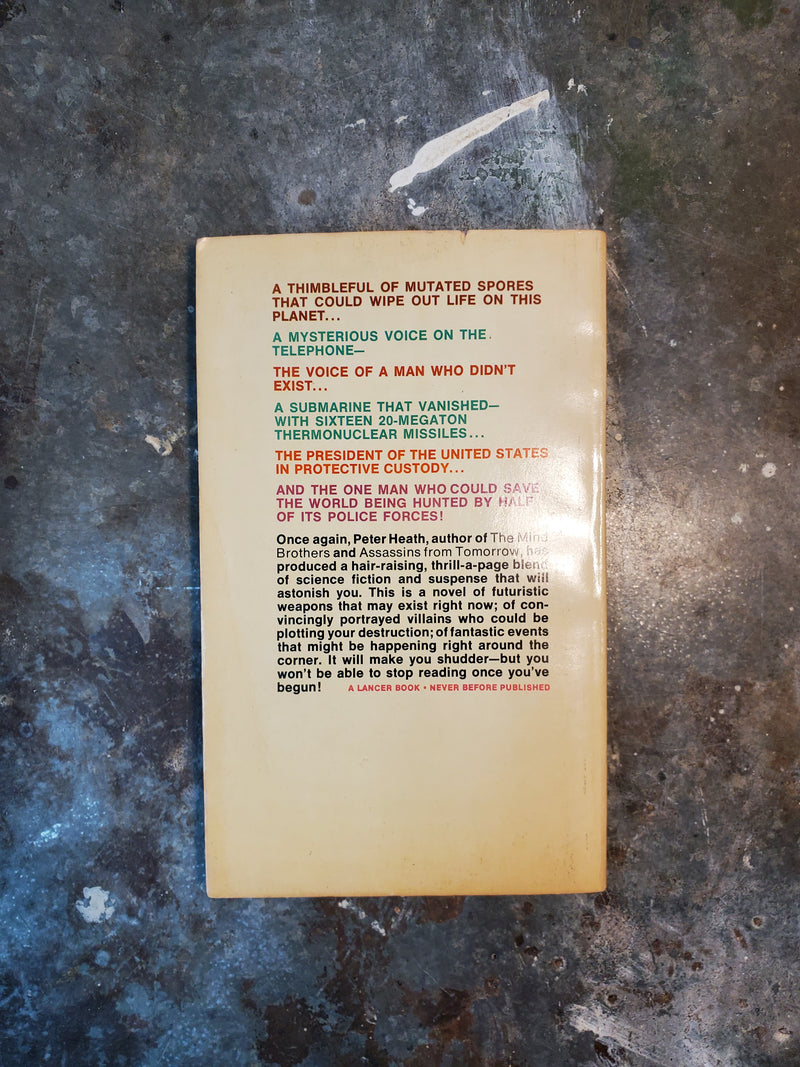 A THIMBLEFUL OF MUTATED SPORES
THAT COULD WIPE OUT LIFE ON THIS
PLANET...
A MYSTERIOUS VOICE ON THE
TELEPHONE—
THE VOICE OF A MAN WHO DIDN'T
EXIST...
A SUBMARINE THAT VANISHED—
WITH SIXTEEN 20-MEGATON
THERMONUCLEAR MISSILES...
THE PRESIDENT OF THE UNITED STATES
IN PROTECTIVE CUSTODY...
AND THE ONE MAN WHO COULD SAVE
THE WORLD BEING HUNTED BY HALF
OF ITS POLICE FORCES!
Once again, Peter Heath, author of The Mind
Brothers and Assassins from Tomorrow, has
produced a hair-raising, thrill-a-page blend
of science fiction and suspense that will
astonish you. This is a novel of futuristic
weapons that may exist right now; of con-
vincingly portrayed villains who could be
plotting your destruction; of fantastic events
that might be happening right around the
corner. It will make you shudder—but you
won't be able to stop reading once you've
begun! A LANCER BOOK • NEVER BEFORE PUBLISHED